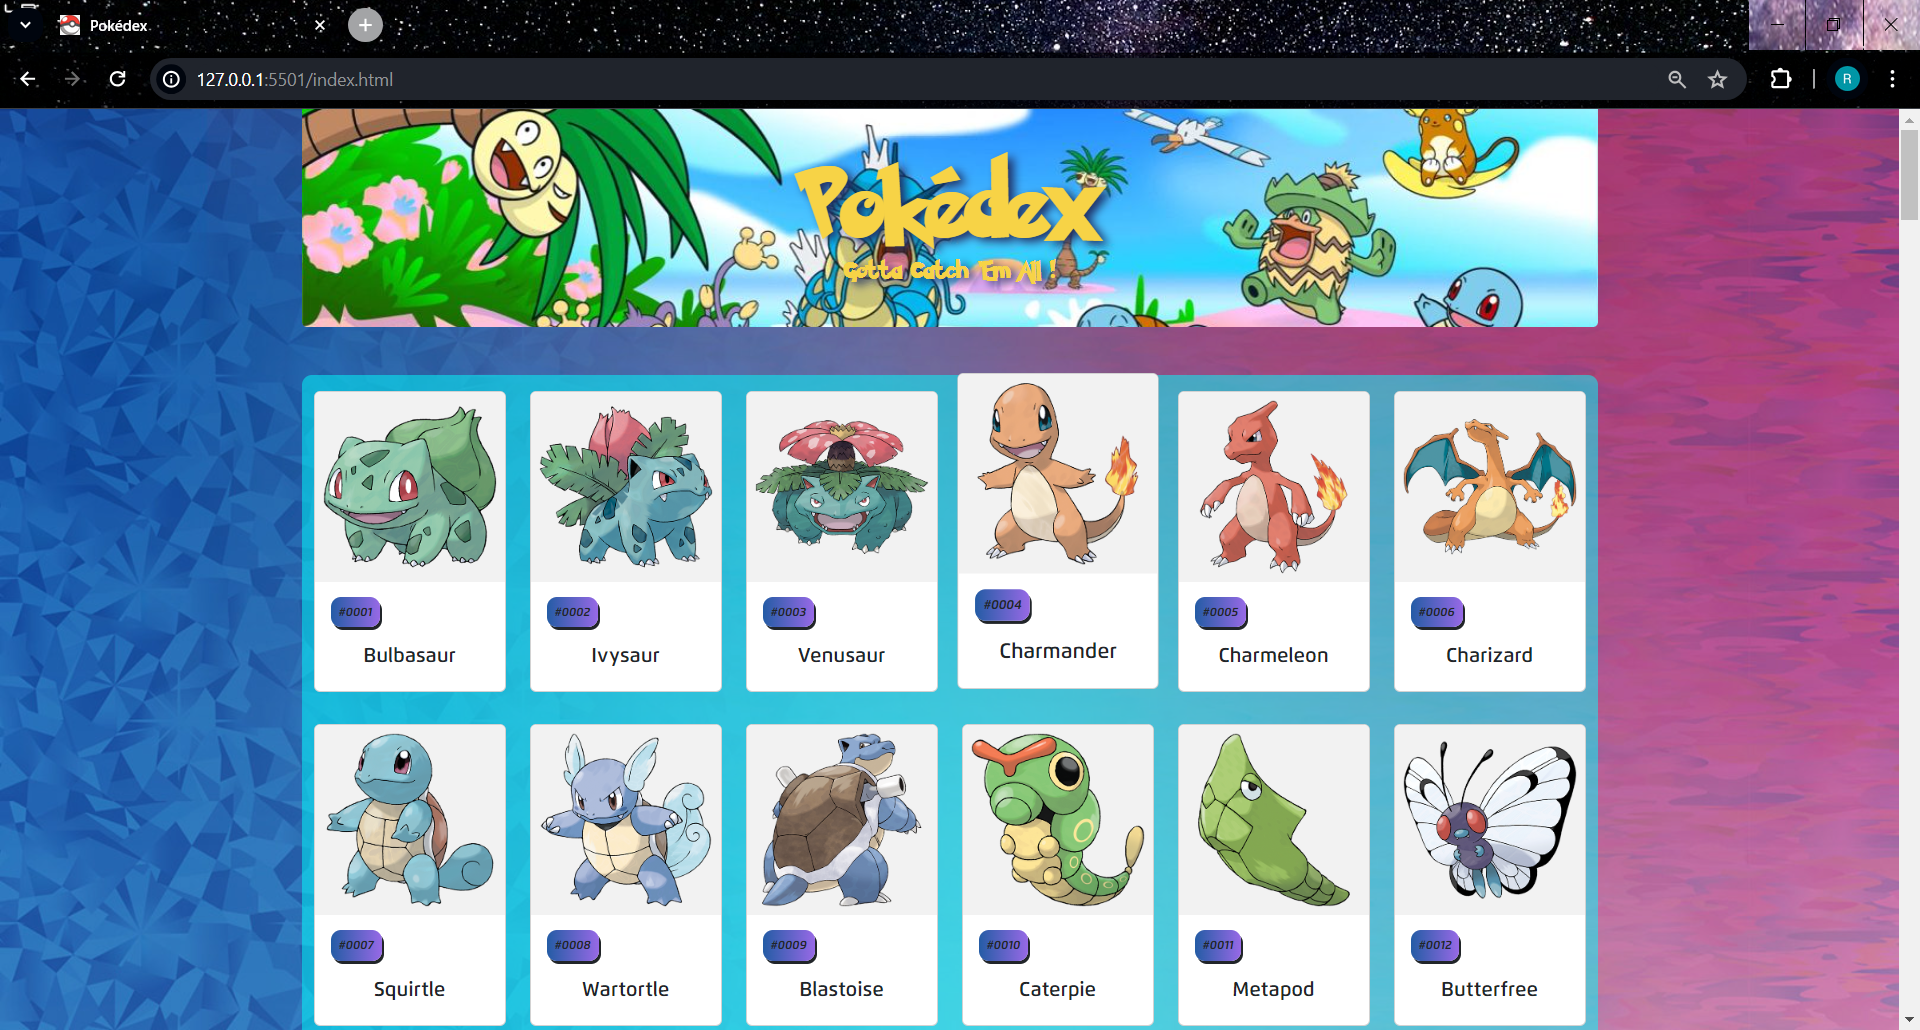 Pokédex
127.0.0.1:5501/index.html
R
Pokédex
Gotta Catch 'Em All !
#0001
Bulbasaur
#0002
Ivysaur
#0003
Venusaur
#0004
Charmander
#0005
Charmeleon
#0006
Charizard
#0007
Squirtle
#0008
Wartortle
#0009
Blastoise
#0010
Caterpie
#0011
Metapod
#0012
Butterfree